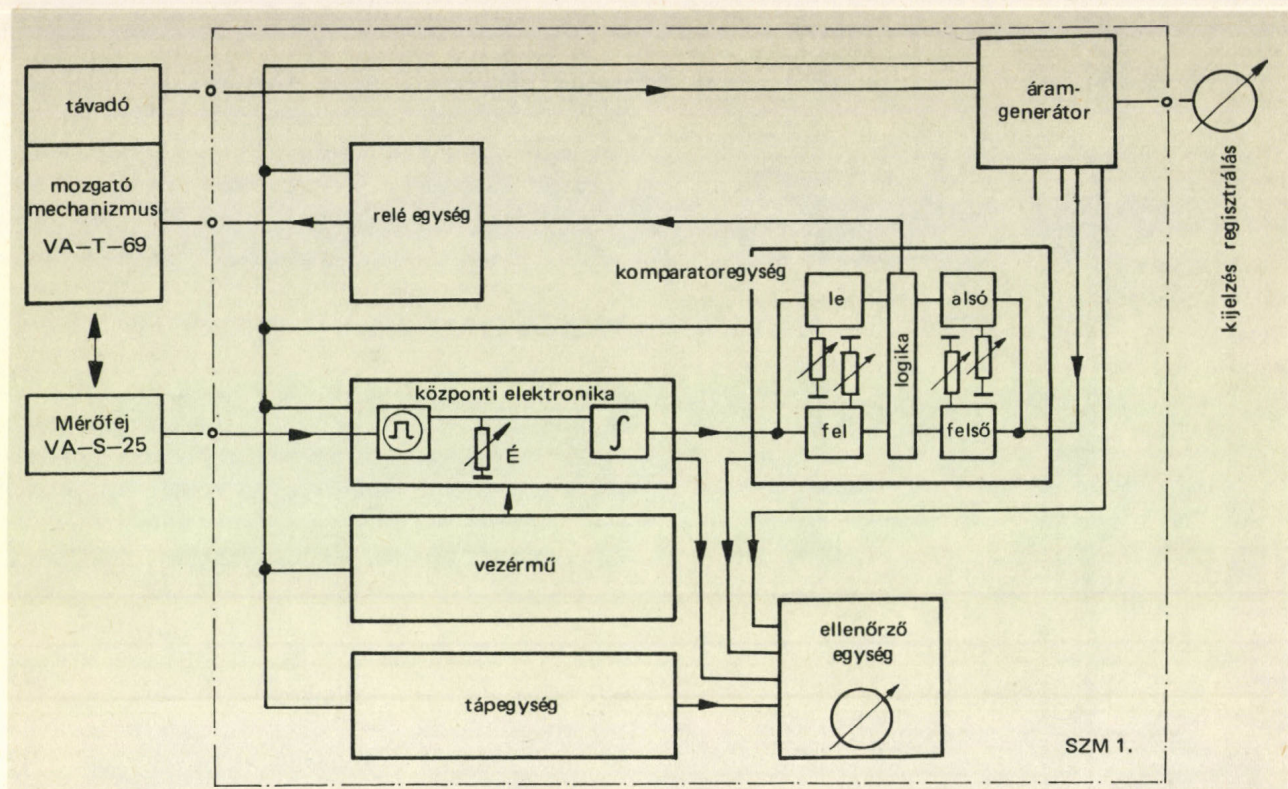 távadó
mozgató
mechanizmus
VA–T–69
Mérőfej
VA–S–25
relé egység
áram-
generátor
kijelzés regisztrálás
komparatoregység
le
logika
alsó
fel
felső
központi elektronika
É
vezérmű
tápegység
ellenőrző
egység
SZM 1.